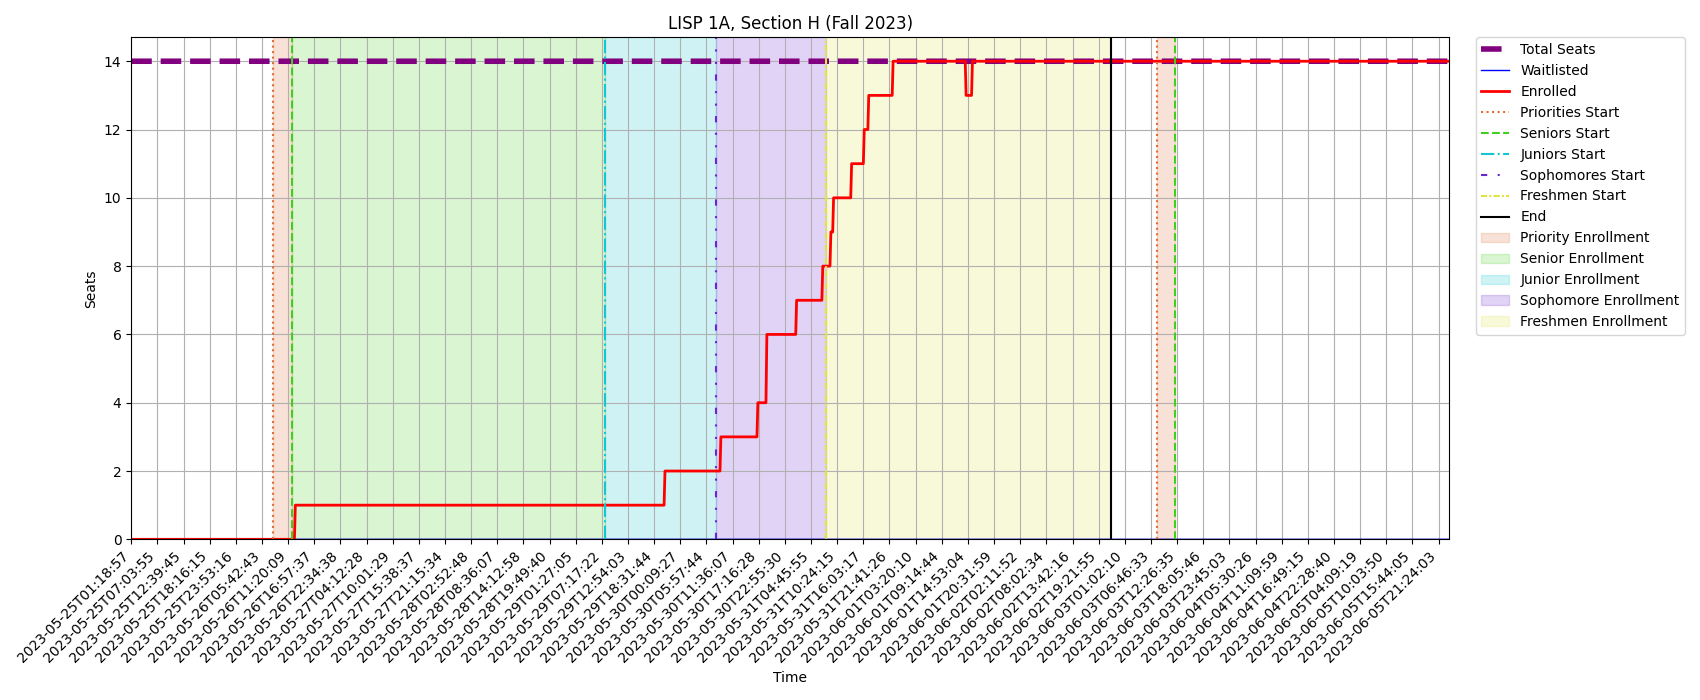 LISP 1A, Section H (Fall 2023)
14
12
10
8
6
4
2
0
Seats
2023-05-25T01:18:57
2023-05-25T07:03:55
2023-05-25T12:39:45
2023-05-25T18:16:15
2023-05-25T23:53:16
2023-05-26T05:42:43
2023-05-26T11:20:09
2023-05-26T16:57:37
2023-05-26T22:34:38
2023-05-27T04:12:28
2023-05-27T10:01:29
2023-05-27T15:38:37
2023-05-27T21:15:34
2023-05-28T02:52:48
2023-05-28T08:36:07
2023-05-28T14:12:58
2023-05-28T19:49:40
2023-05-29T01:27:05
2023-05-29T07:17:22
2023-05-29T12:54:03
2023-05-29T18:31:44
2023-05-30T00:09:27
2023-05-30T05:57:44
2023-05-30T11:36:07
2023-05-30T17:16:28
2023-05-30T22:55:30
2023-05-31T04:45:55
2023-05-31T10:24:15
2023-05-31T16:03:17
2023-05-31T21:41:26
2023-06-01T03:20:10
2023-06-01T09:14:44
2023-06-01T14:53:04
2023-06-01T20:31:59
2023-06-02T02:11:52
2023-06-02T08:02:34
2023-06-02T13:42:16
2023-06-02T19:21:55
2023-06-03T01:02:10
2023-06-03T06:46:33
2023-06-03T12:26:35
2023-06-03T18:05:46
2023-06-03T23:45:03
2023-06-04T05:30:26
2023-06-04T11:09:59
2023-06-04T16:49:15
2023-06-04T22:28:40
2023-06-05T04:09:19
2023-06-05T10:03:50
2023-06-05T15:44:05
2023-06-05T21:24:03
Time
Total Seats
Waitlisted
Enrolled
Priorities Start
Seniors Start
Juniors Start
Sophomores Start
Freshmen Start
End
Priority Enrollment
Senior Enrollment
Junior Enrollment
Sophomore Enrollment
Freshmen Enrollment